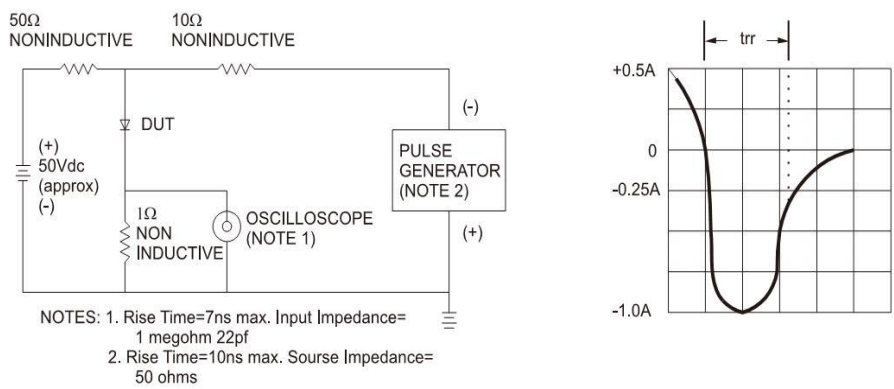 50Ω
NONINDUCTIVE
10Ω
NONINDUCTIVE
(+)
50Vdc
(approx)
(-)
DUT
1Ω
NON
INDUCTIVE
OSCILLOSCOPE
(NOTE 1)
(-)
PULSE
GENERATOR
(NOTE 2)
(+)
NOTES: 1. Rise Time=7ns max. Input Impedance=
1 megohm 22pf
2. Rise Time=10ns max. Sourse Impedance=
50 ohms
trr
+0.5A
0
-0.25A
-1.0A